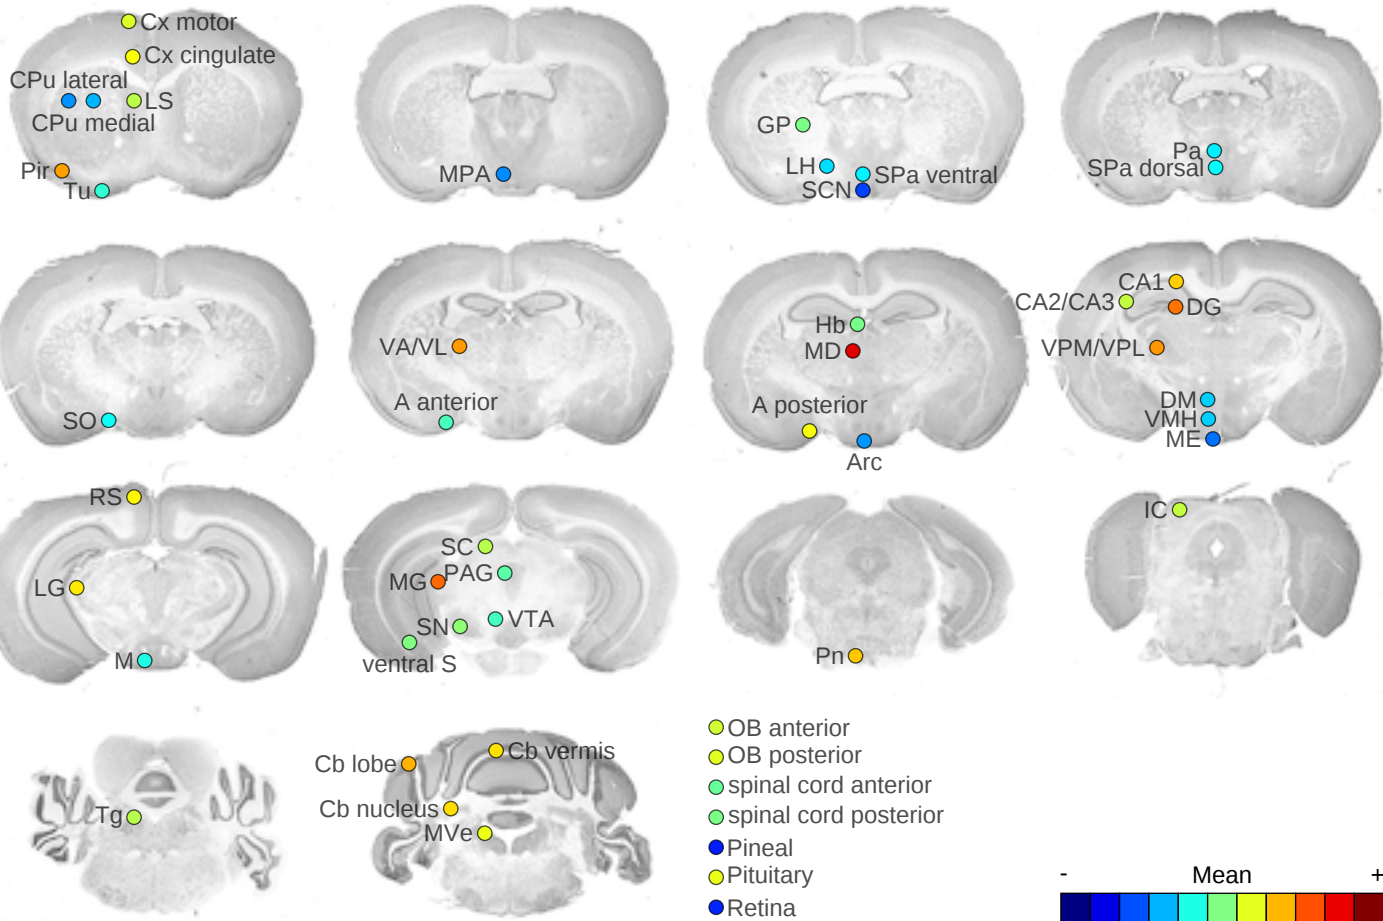 Cx motor
Cx cingulate
CPu lateral
LS
CPu medial
Pir
Tu
MPA
GP
LH
SPa ventral
SCN
Pa
SPa dorsal
SO
VA/VL
A anterior
Hb
MD
A posterior
Arc
CA1
CA2/CA3
DG
VPM/VPL
DM
VMH
ME
RS
LG
M
SC
MG
PAG
SN
VTA
ventral S
Pn
IC
Tg
Cb lobe
Cb vermis
Cb nucleus
MVe
OB anterior
OB posterior
spinal cord anterior
spinal cord posterior
Pineal
Pituitary
Retina
- Mean +